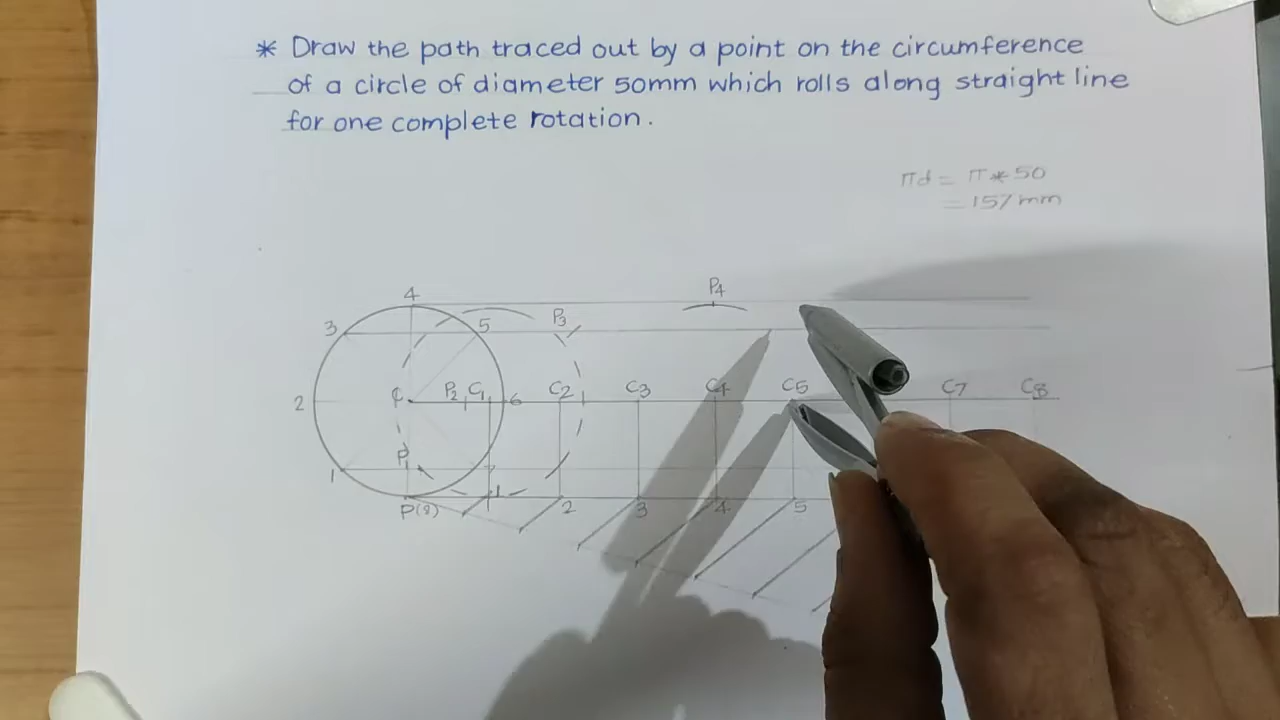 * Draw the path traced out by a point on the circumference
of a circle of diameter 50mm which rolls along straight line
for one complete rotation.
πd = π*50
= 157mm
4 P4
3 5 P3
2 C P2 C1 6 C2 C3 C4 C5 C7 C8
1 P1
P(8) 1 2 3 4 5